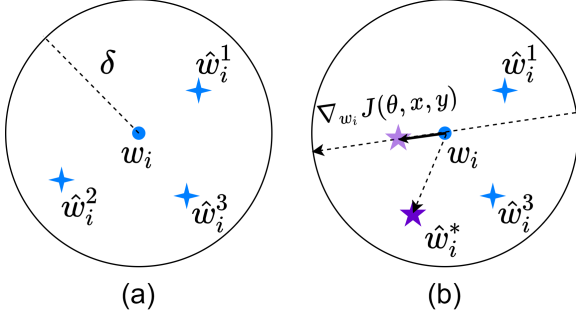 δ
ŵ_i^1
w_i
ŵ_i^2
ŵ_i^3
(a)
ŵ_i^1
∇_{w_i} J(θ, x, y)
w_i
ŵ_i^3
ŵ_i^*
(b)